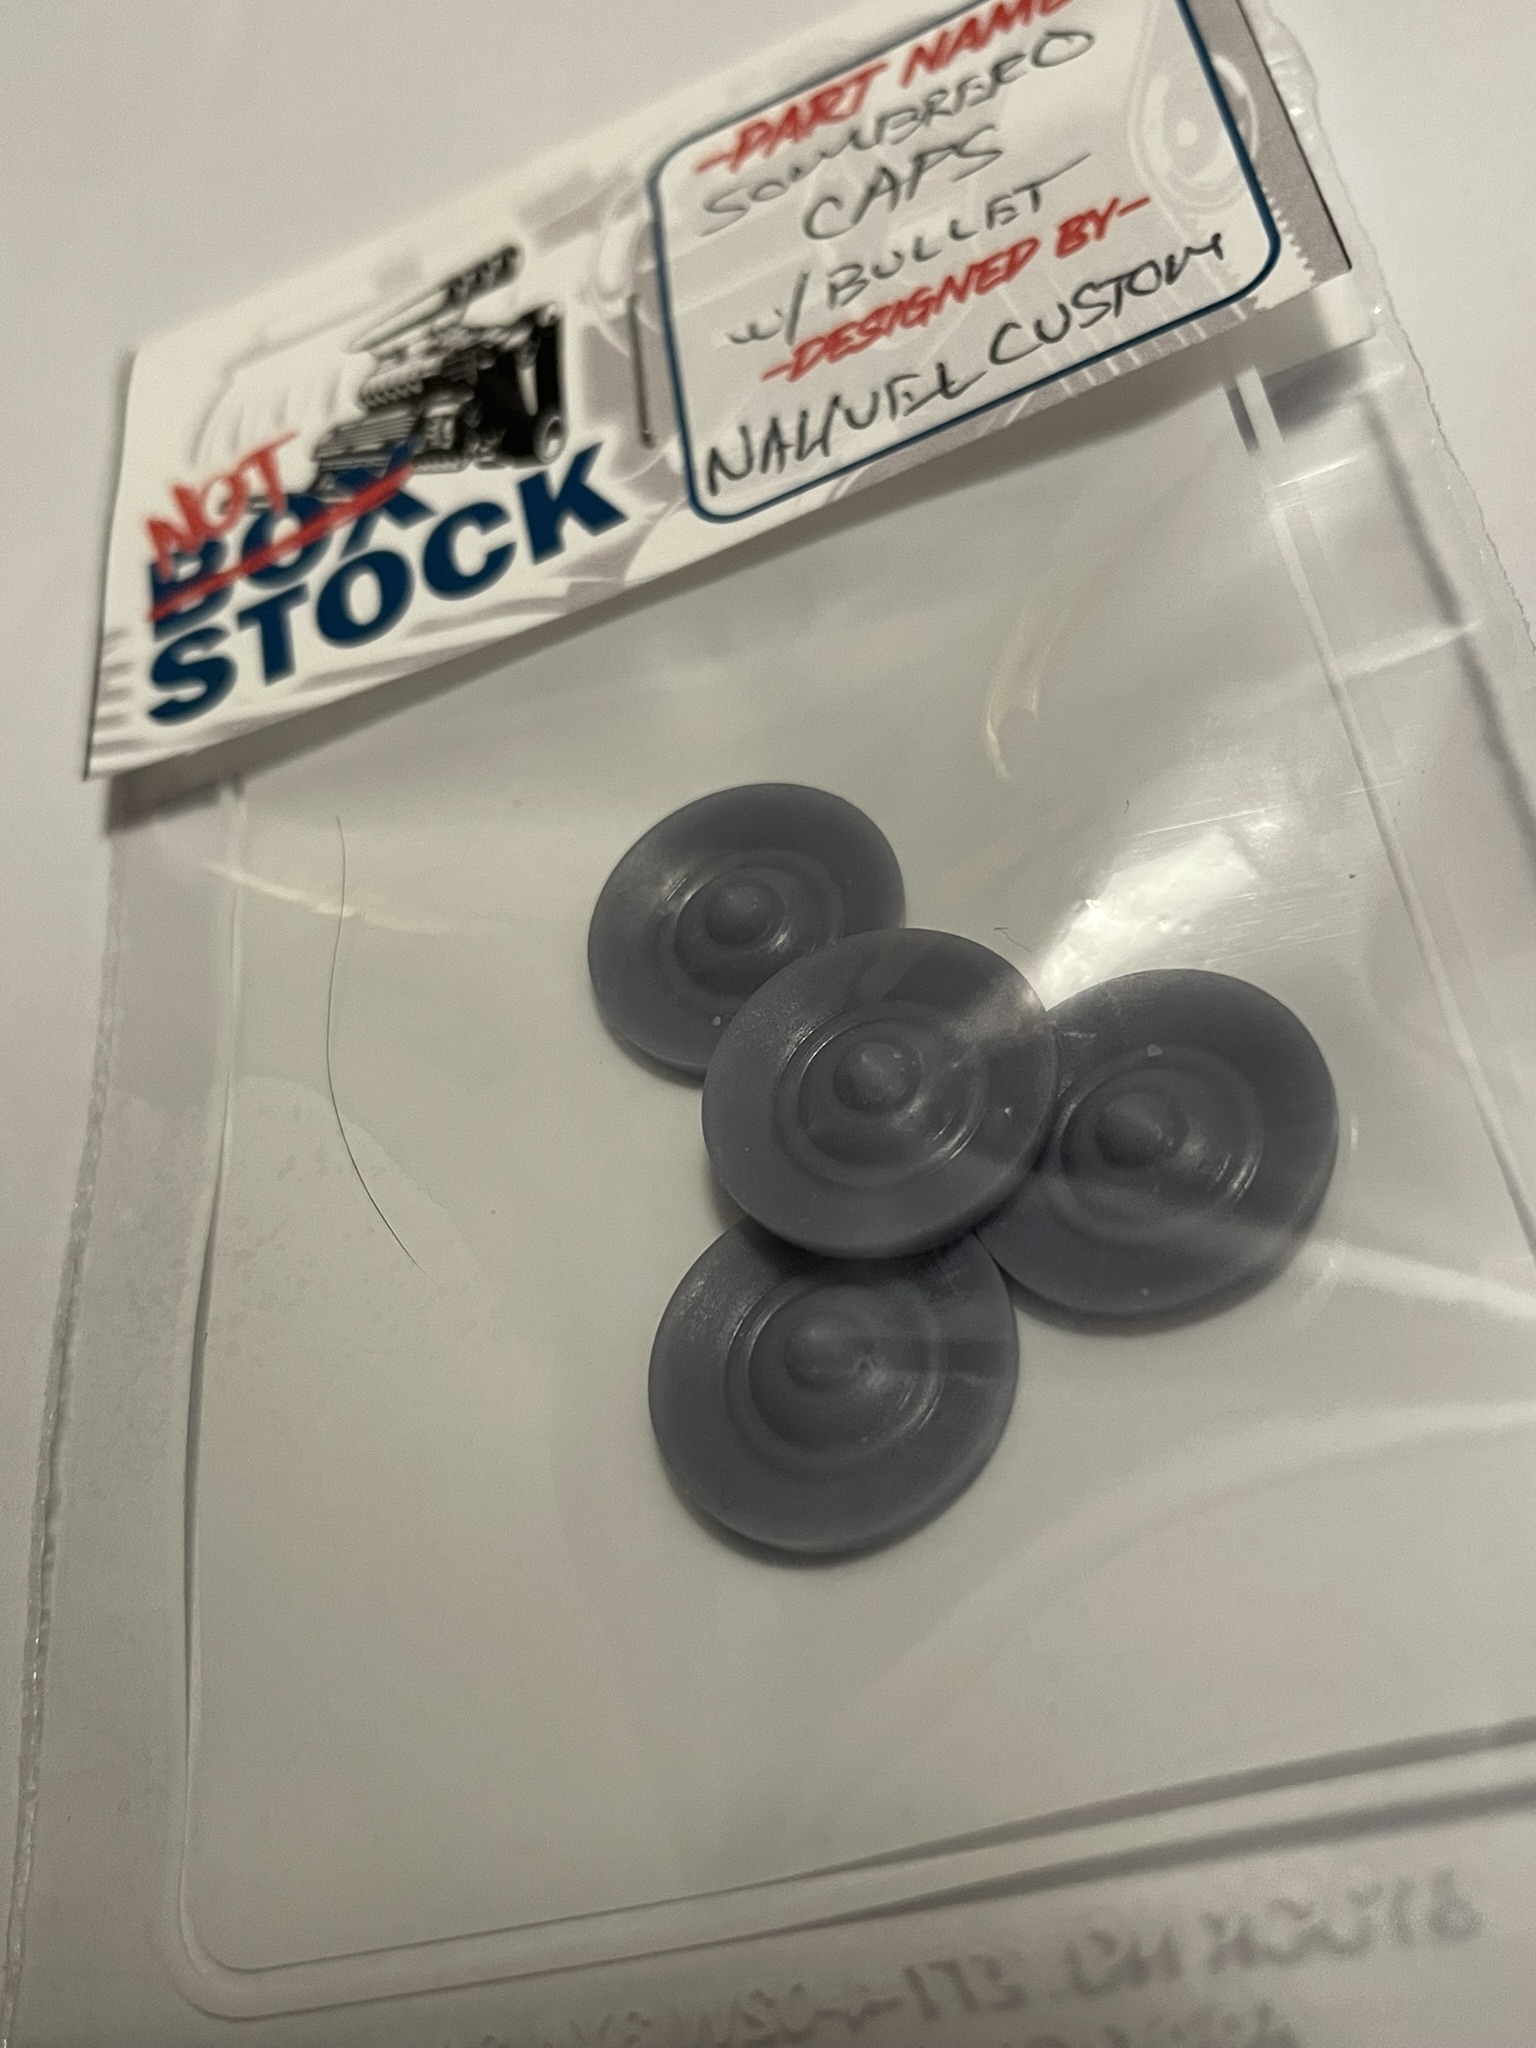 NOT
BOX
STOCK
-PART NAME
SOMBRERO
CAPS
w/BULLET
-DESIGNED BY-
NAHUEL CUSTOM